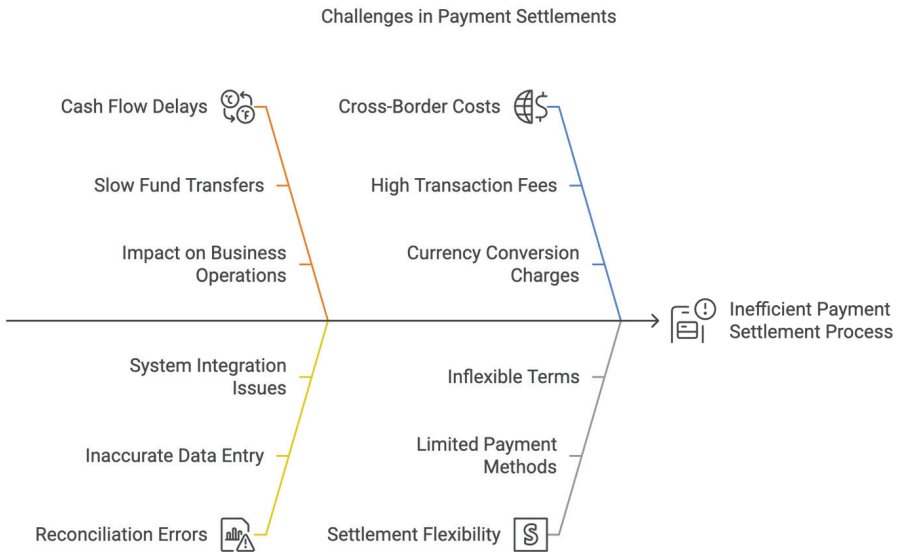 Challenges in Payment Settlements
Cash Flow Delays
°C
°F
Slow Fund Transfers
Impact on Business
Operations
Cross-Border Costs
$
High Transaction Fees
Currency Conversion
Charges
Inefficient Payment
Settlement Process
System Integration
Issues
Inaccurate Data Entry
Reconciliation Errors
Inflexible Terms
Limited Payment
Methods
Settlement Flexibility
S